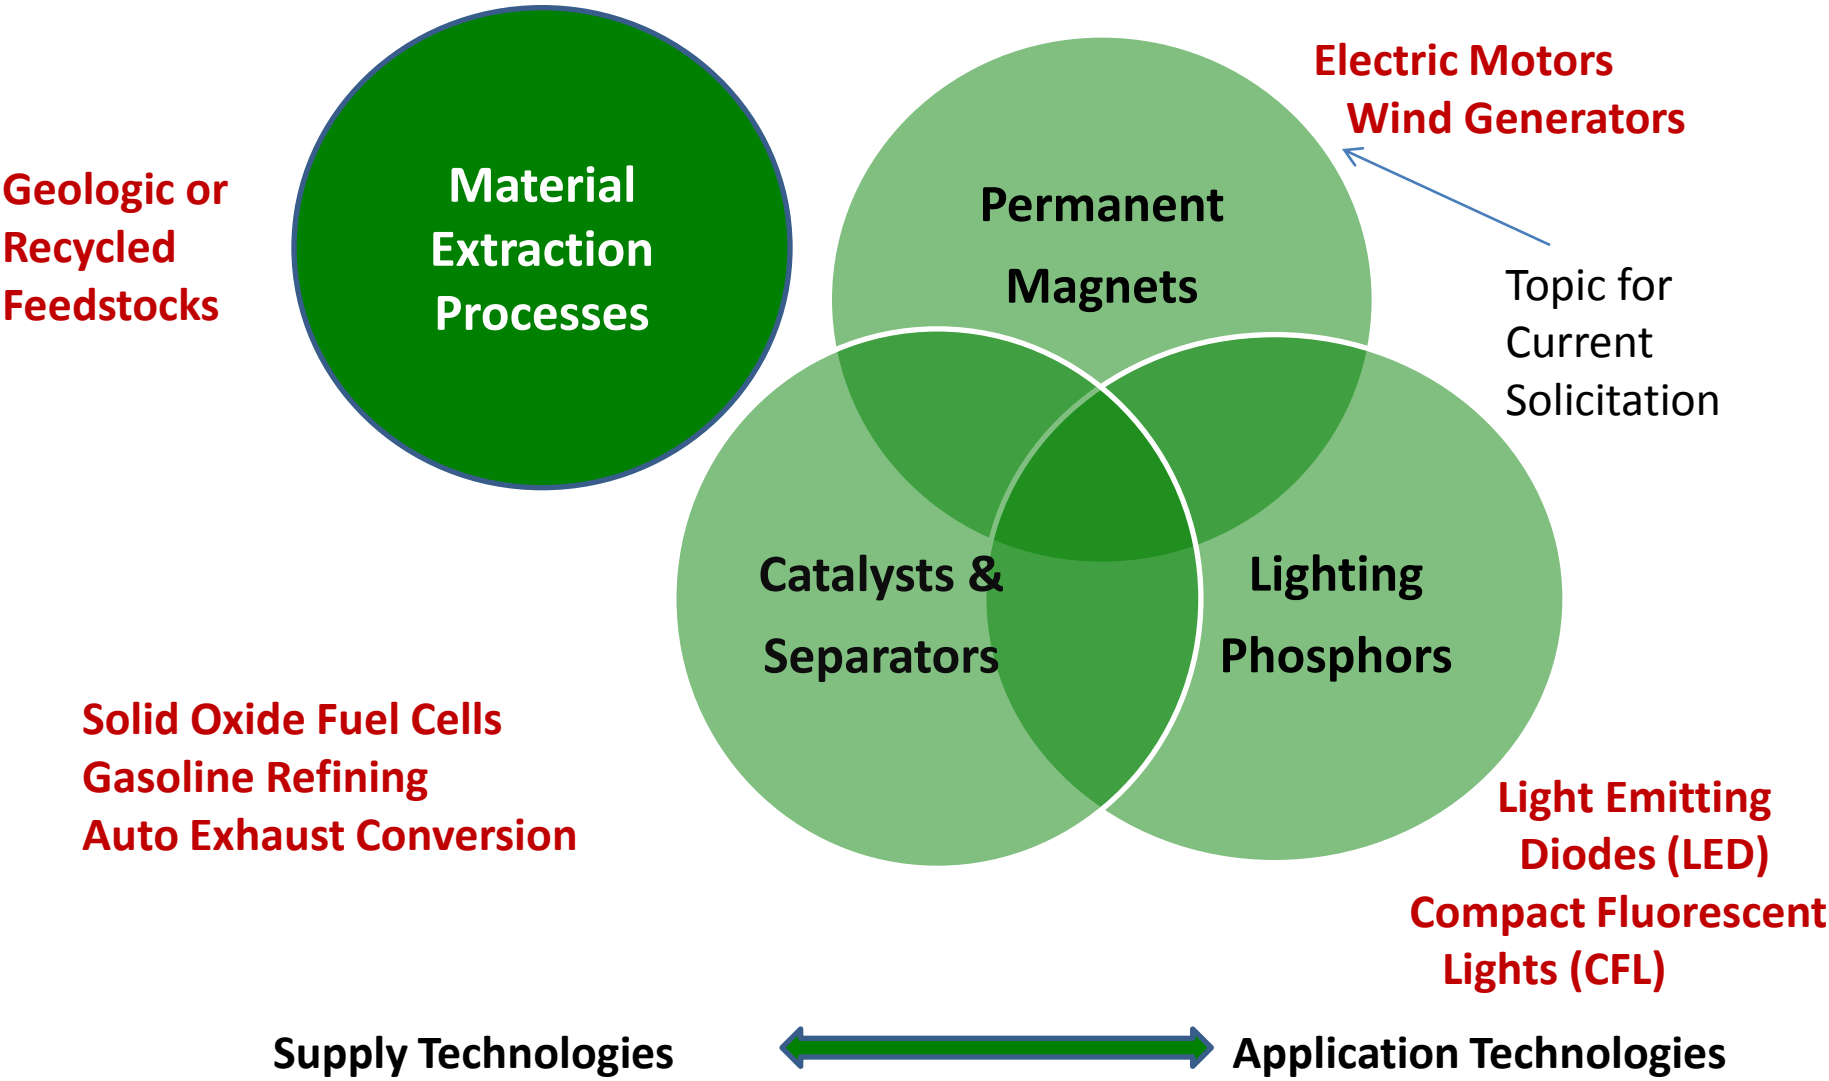 Geologic or
Recycled
Feedstocks
Material
Extraction
Processes
Permanent
Magnets
Electric Motors
Wind Generators
Topic for
Current
Solicitation
Catalysts &
Separators
Lighting
Phosphors
Solid Oxide Fuel Cells
Gasoline Refining
Auto Exhaust Conversion
Light Emitting
Diodes (LED)
Compact Fluorescent
Lights (CFL)
Supply Technologies
Application Technologies